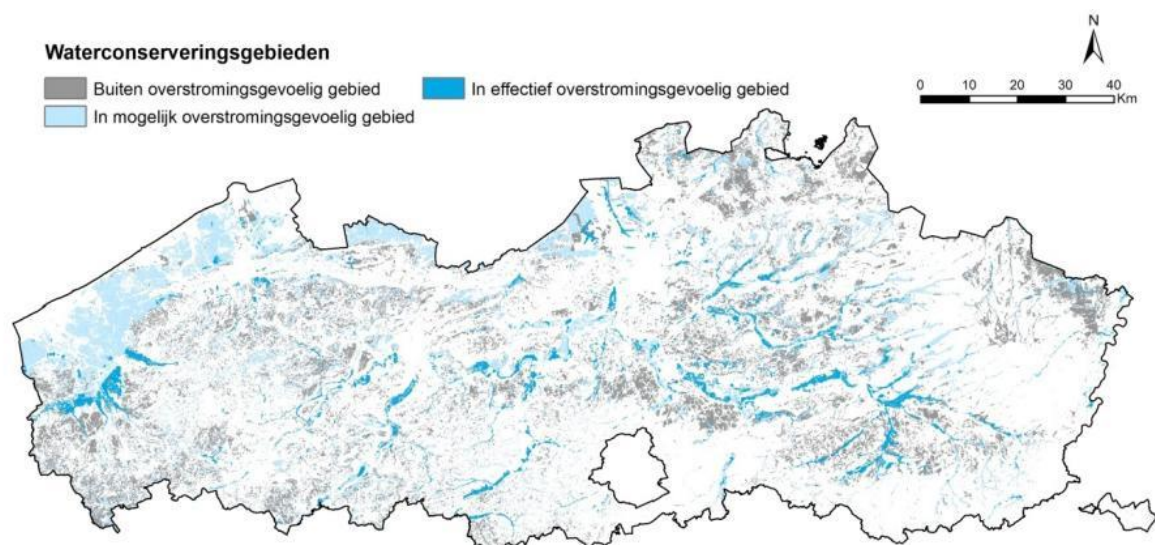 N
Waterconserveringsgebieden
Buiten overstromingsgevoelig gebied
In effectief overstromingsgevoelig gebied
In mogelijk overstromingsgevoelig gebied
0 10 20 30 40
Km